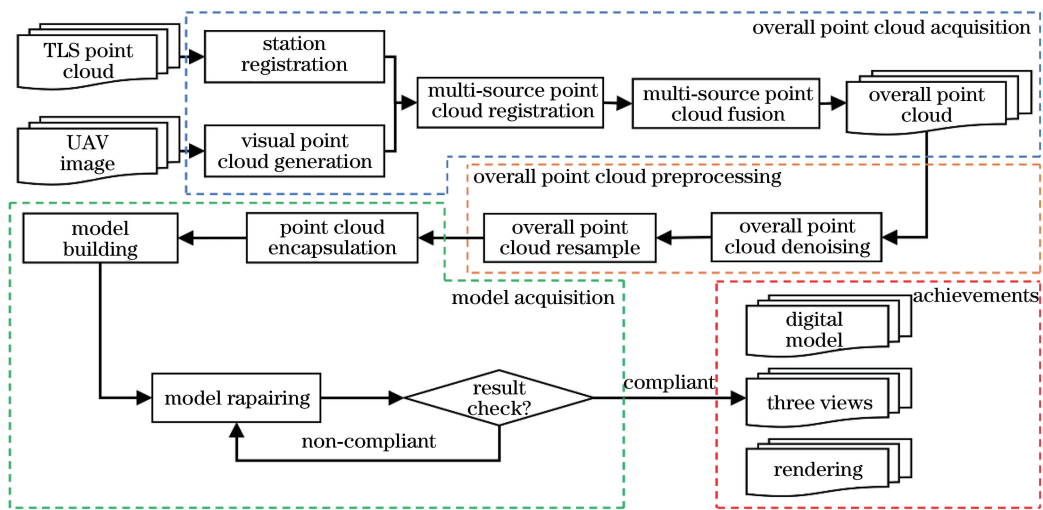 overall point cloud acquisition
TLS point
cloud
station
registration
multi-source point
cloud registration
multi-source point
cloud fusion
overall point
cloud
UAV
image
visual point
cloud generation
overall point cloud preprocessing
model
building
point cloud
encapsulation
overall point
cloud resample
overall point
cloud denoising
model acquisition
achievements
digital
model
model rapairing
result
check?
compliant
three views
non-compliant
rendering